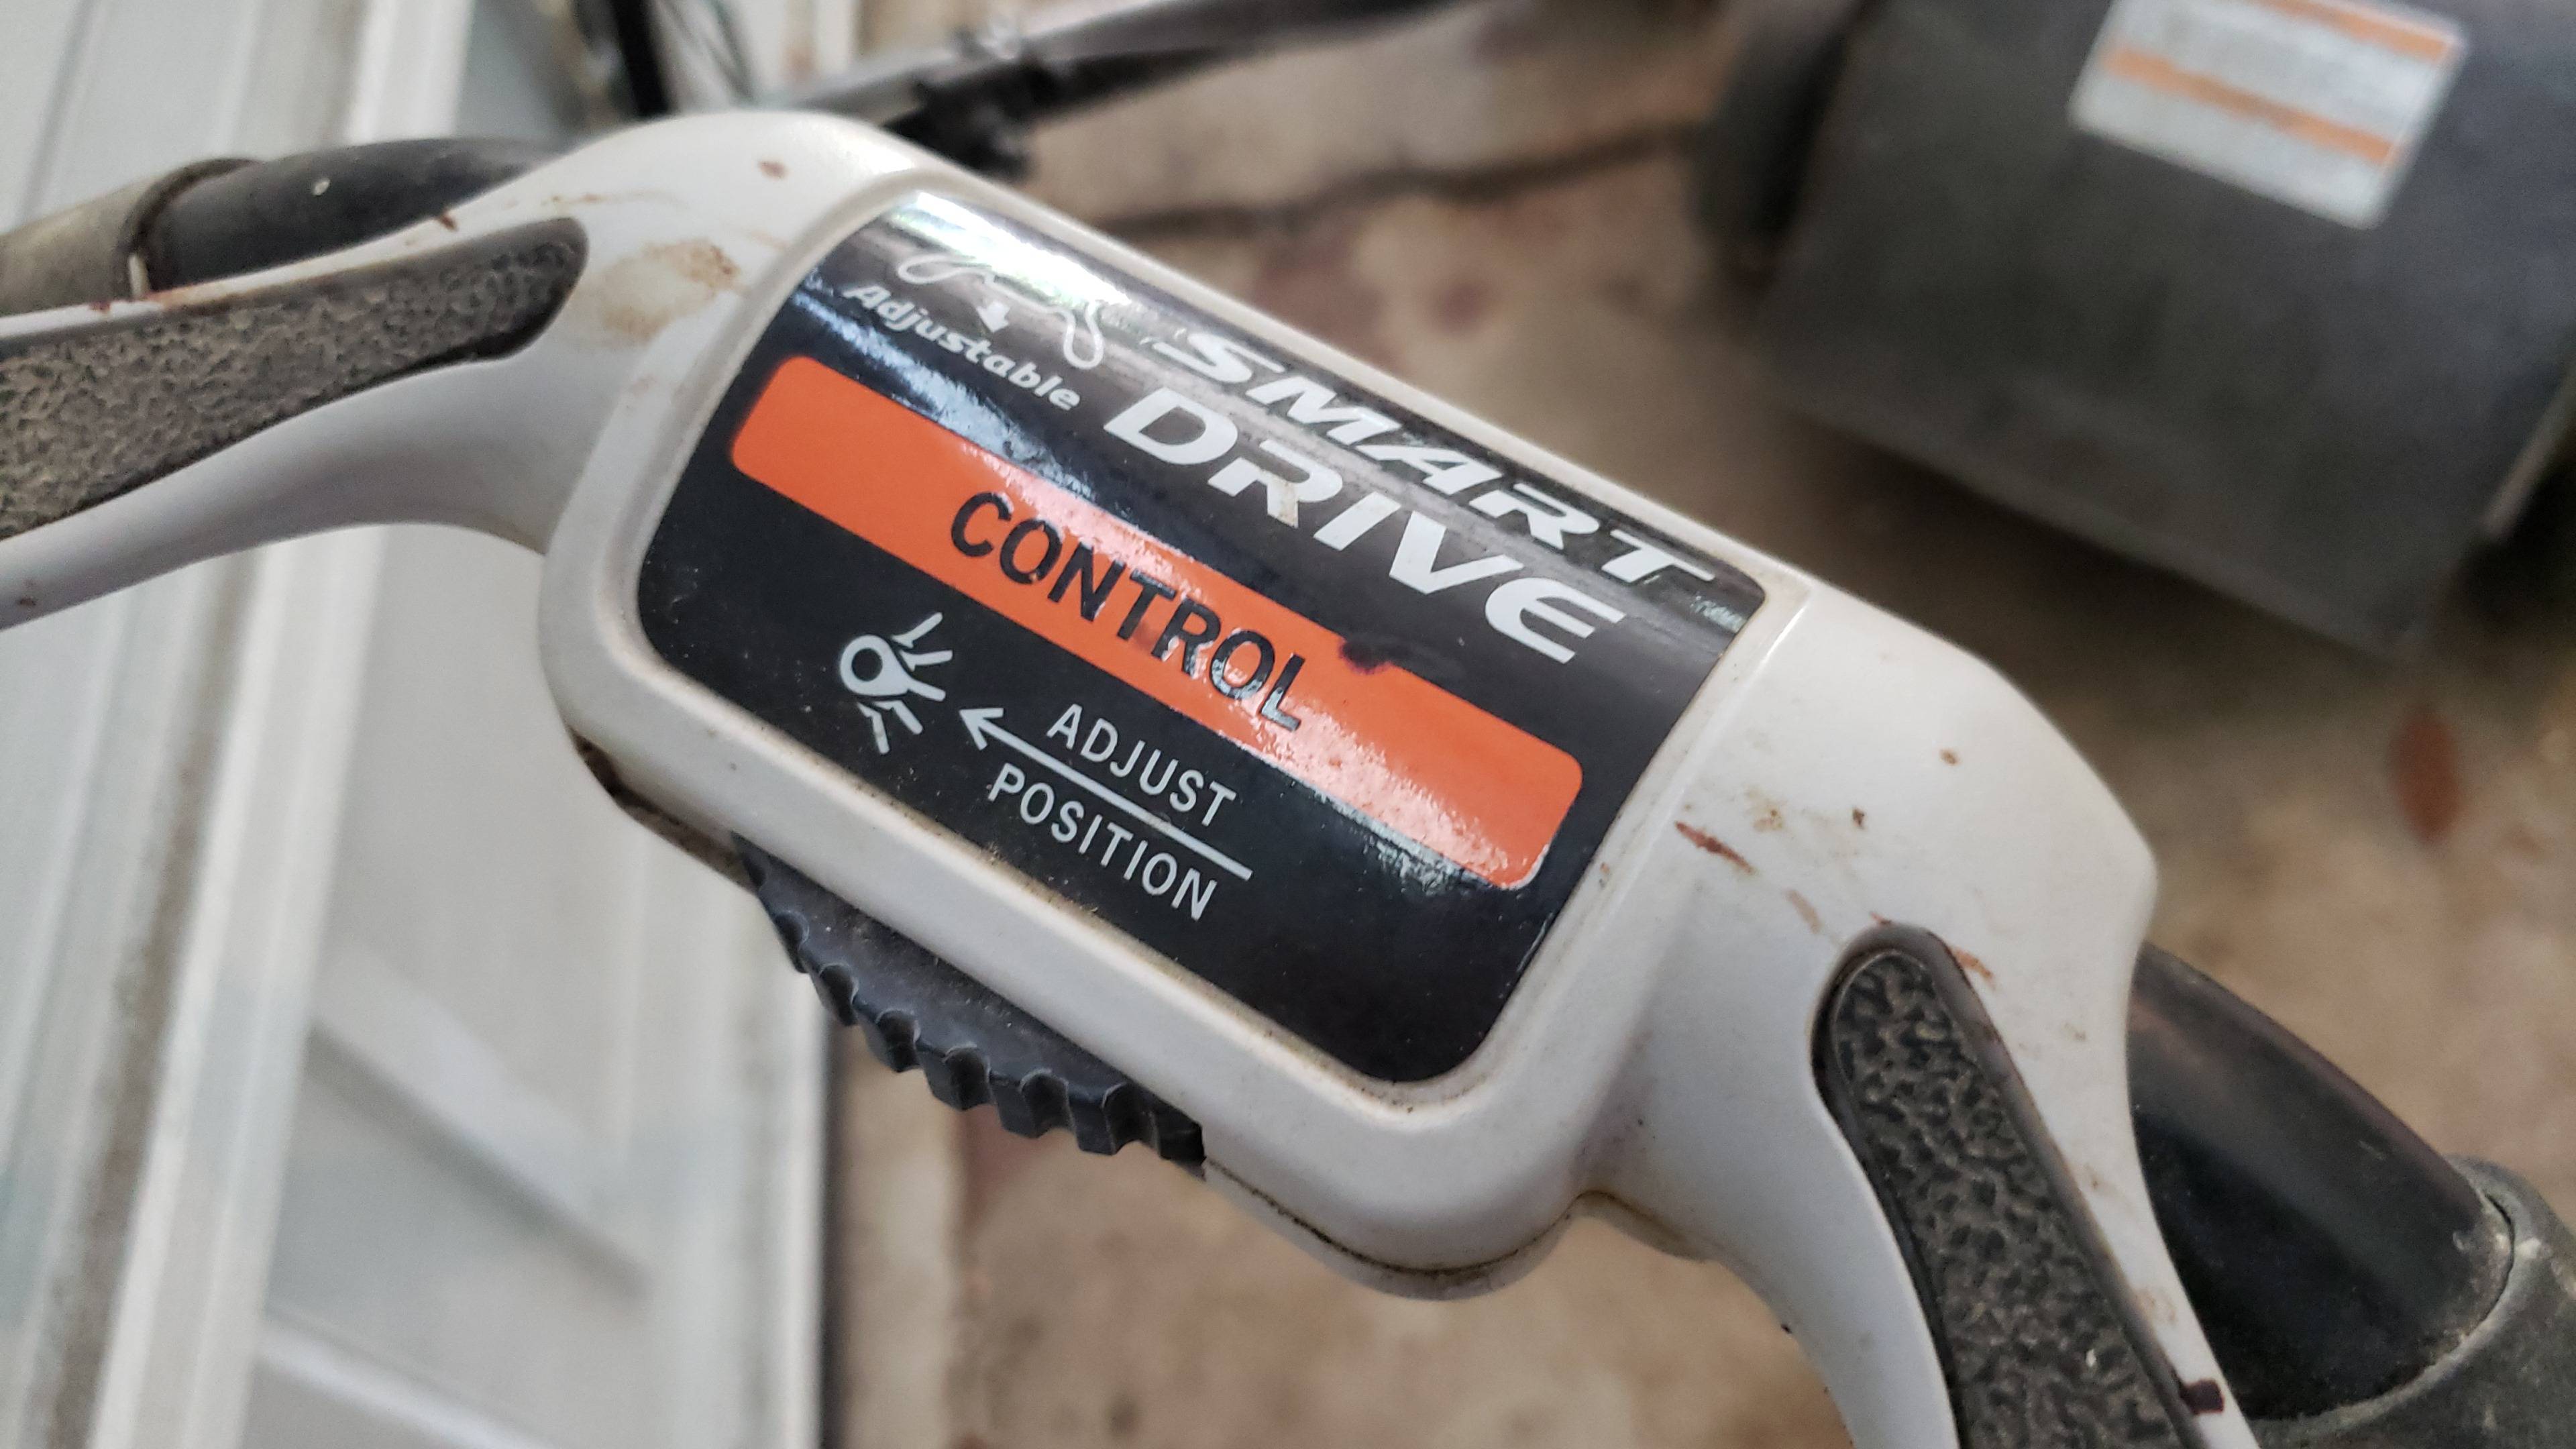 Adjustable
SMART
DRIVE
CONTROL
ADJUST
POSITION